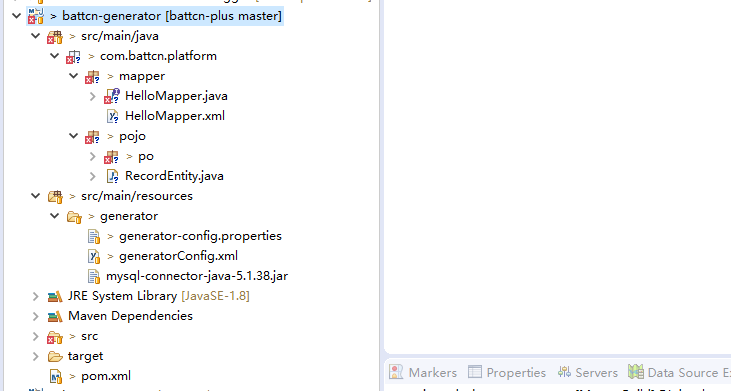 > battcn-generator [battcn-plus master]
> src/main/java
> com.battcn.platform
> mapper
> HelloMapper.java
HelloMapper.xml
> pojo
> po
> RecordEntity.java
> src/main/resources
> generator
> generator-config.properties
> generatorConfig.xml
mysql-connector-java-5.1.38.jar
JRE System Library [JavaSE-1.8]
Maven Dependencies
> src
target
> pom.xml
Markers Properties Servers Data Source Ex